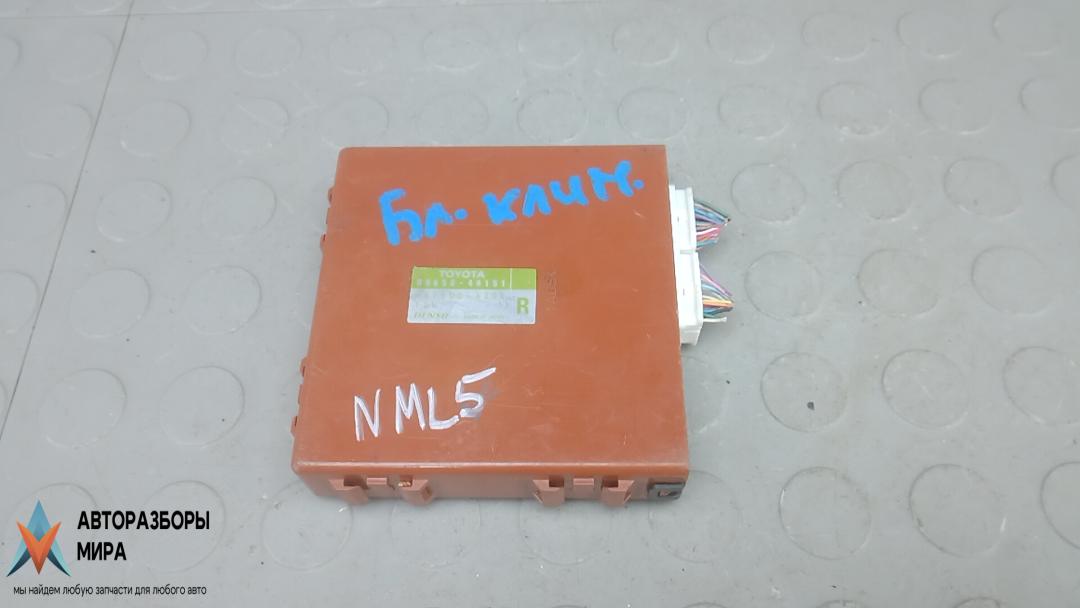 Бл. клим.
TOYOTA
R
DENSO
NML5
АВТОРАЗБОРЫ
МИРА
мы найдем любую запчасти для любого авто